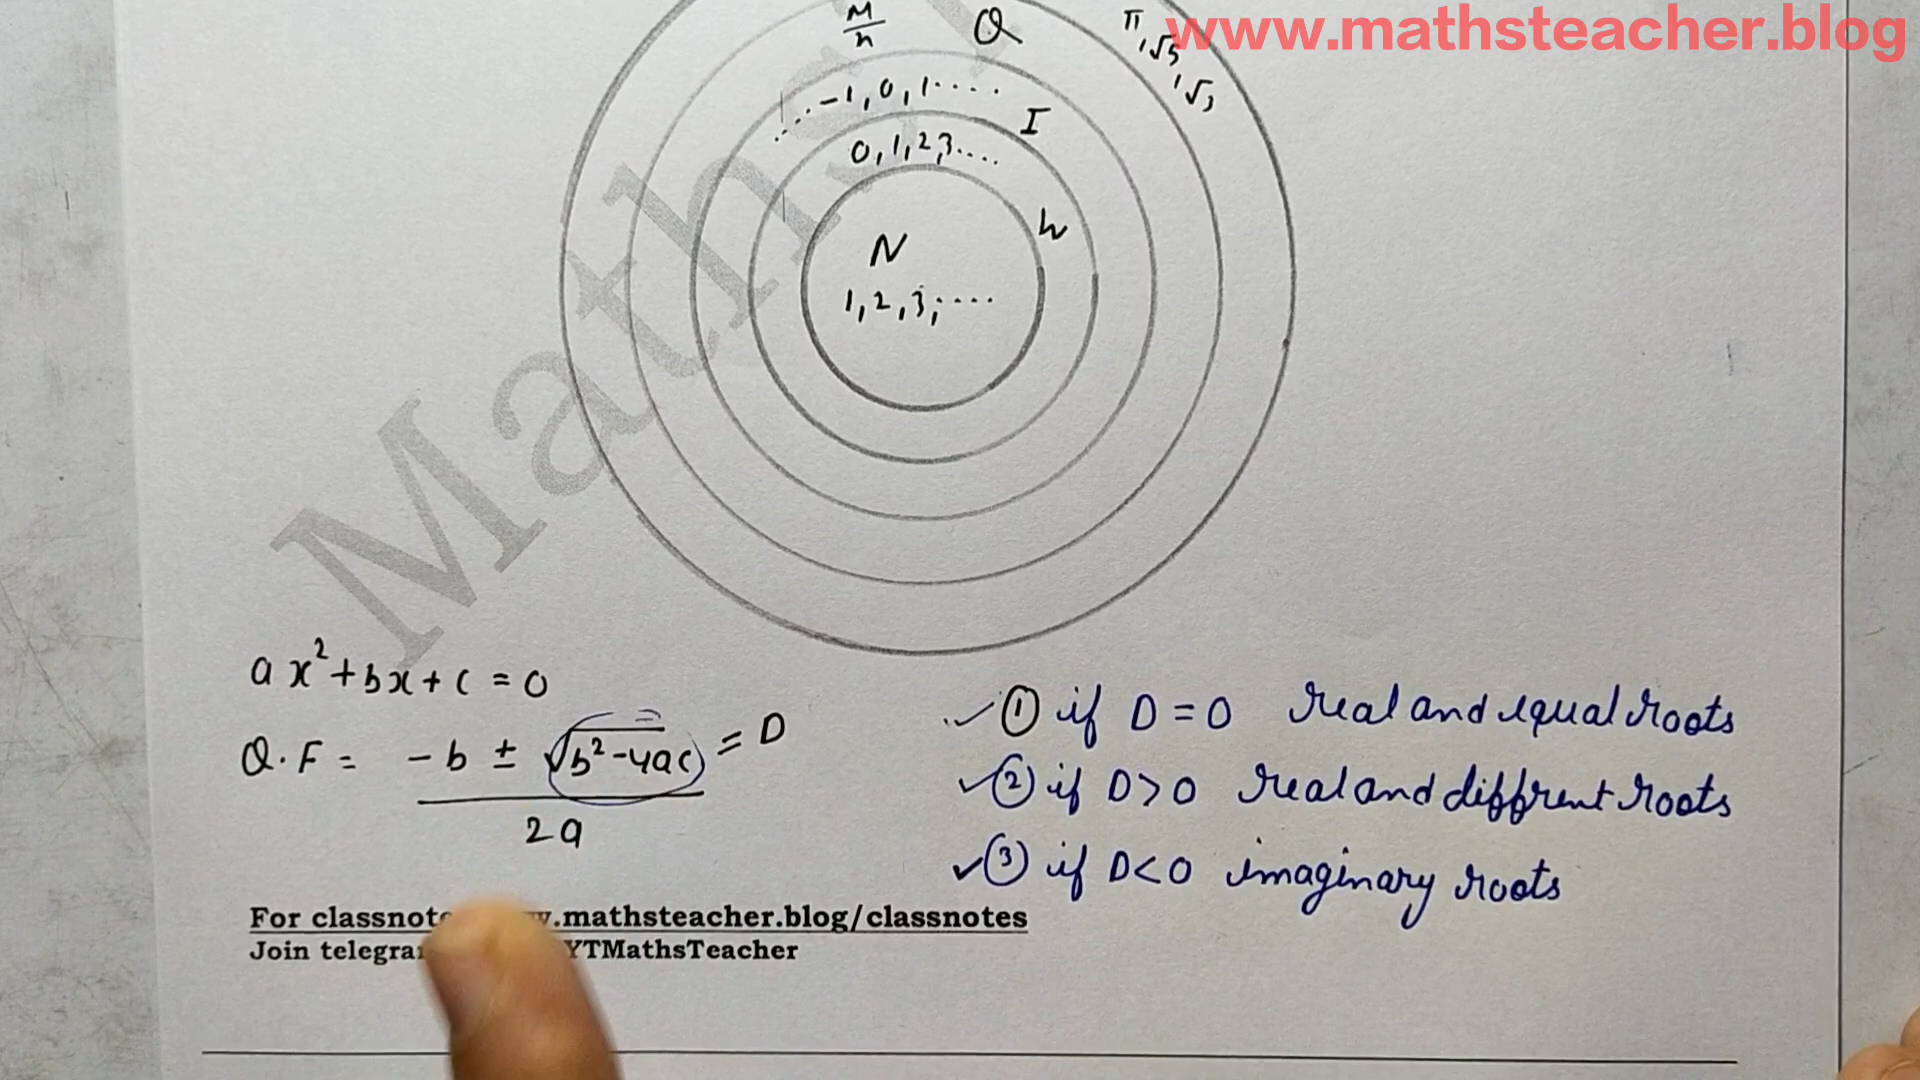 www.mathsteacher.blog
M/n Q π, √5, √3
.....-1, 0, 1..... I
0, 1, 2, 3.... W
N
1, 2, 3, ....
Maths
ax²+bx+c = 0
Q.F = -b ± √b²-4ac = D
2a
① if D = 0 real and equal roots
② if D > 0 real and diffrent roots
③ if D < 0 imaginary roots
.mathsteacher.blog/classnotes
For
Join YTMathsTeacher